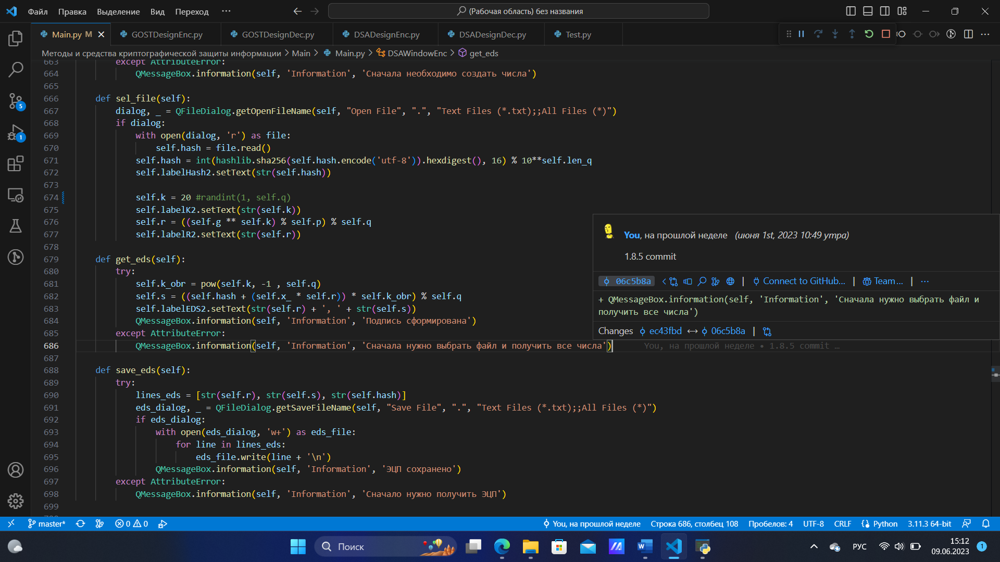 Файл Правка Выделение Вид Переход ··· (Рабочая область) без названия
Main.py M GOSTDesignEnc.py GOSTDesignDec.py DSADesignEnc.py DSADesignDec.py Test.py
Методы и средства криптографической защиты информации > Main > Main.py > DSAWindowEnc > get_eds
663 except AttributeError:
664 QMessageBox.information(self, 'Information', 'Сначала необходимо создать числа')
665
666 def sel_file(self):
667 dialog, _ = QFileDialog.getOpenFileName(self, "Open File", ".", "Text Files (*.txt);;All Files (*)")
668 if dialog:
669 with open(dialog, 'r') as file:
670 self.hash = file.read()
671 self.hash = int(hashlib.sha256(self.hash.encode('utf-8')).hexdigest(), 16) % 10**self.len_q
672 self.labelHash2.setText(str(self.hash))
673
674 self.k = 20 #randint(1, self.q)
675 self.labelK2.setText(str(self.k))
676 self.r = ((self.g ** self.k) % self.p) % self.q
677 self.labelR2.setText(str(self.r))
678
679 def get_eds(self):
680 try:
681 self.k_obr = pow(self.k, -1 , self.q)
682 self.s = ((self.hash + (self.x_ * self.r)) * self.k_obr) % self.q
683 self.labelEDS2.setText(str(self.r) + ', ' + str(self.s))
684 QMessageBox.information(self, 'Information', 'Подпись сформирована')
685 except AttributeError:
686 QMessageBox.information(self, 'Information', 'Сначала нужно выбрать файл и получить все числа') You, на прошлой неделе • 1.8.5 commit …
687
688 def save_eds(self):
689 try:
690 lines_eds = [str(self.r), str(self.s), str(self.hash)]
691 eds_dialog, _ = QFileDialog.getSaveFileName(self, "Save File", ".", "Text Files (*.txt);;All Files (*)")
692 if eds_dialog:
693 with open(eds_dialog, 'w+') as eds_file:
694 for line in lines_eds:
695 eds_file.write(line + '\n')
696 QMessageBox.information(self, 'Information', 'ЭЦП сохранено')
697 except AttributeError:
698 QMessageBox.information(self, 'Information', 'Сначало нужно получить ЭЦП')
699
You, на прошлой неделе (июня 1st, 2023 10:49 утра)
1.8.5 commit
06c5b8a | Connect to GitHub... | Team... | ···
+ QMessageBox.information(self, 'Information', 'Сначала нужно выбрать файл и
получить все числа')
Changes ec43fbd ↔ 06c5b8a |
5
1
master* 0 0 You, на прошлой неделе Строка 686, столбец 108 Пробелов: 4 UTF-8 CRLF Python 3.11.3 64-bit
Поиск РУС 15:12
09.06.2023 1